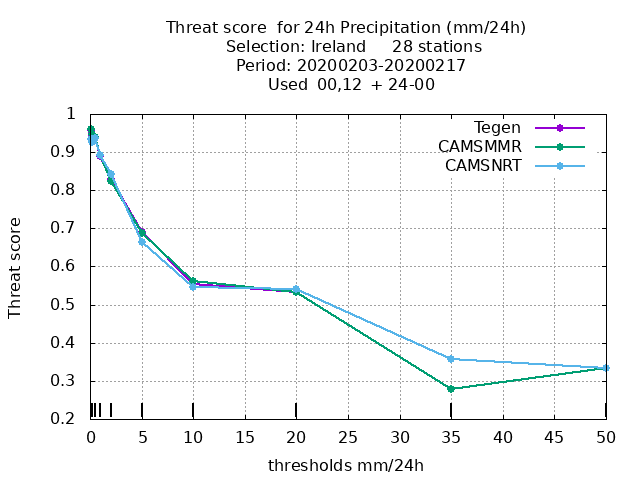 Threat score  for 24h Precipitation (mm/24h)
Selection: Ireland     28 stations
Period: 20200203-20200217
Used  00,12  + 24-00
Tegen
CAMSMMR
CAMSNRT
1
0.9
0.8
0.7
0.6
0.5
0.4
0.3
0.2
Threat score
0 5 10 15 20 25 30 35 40 45 50
thresholds mm/24h